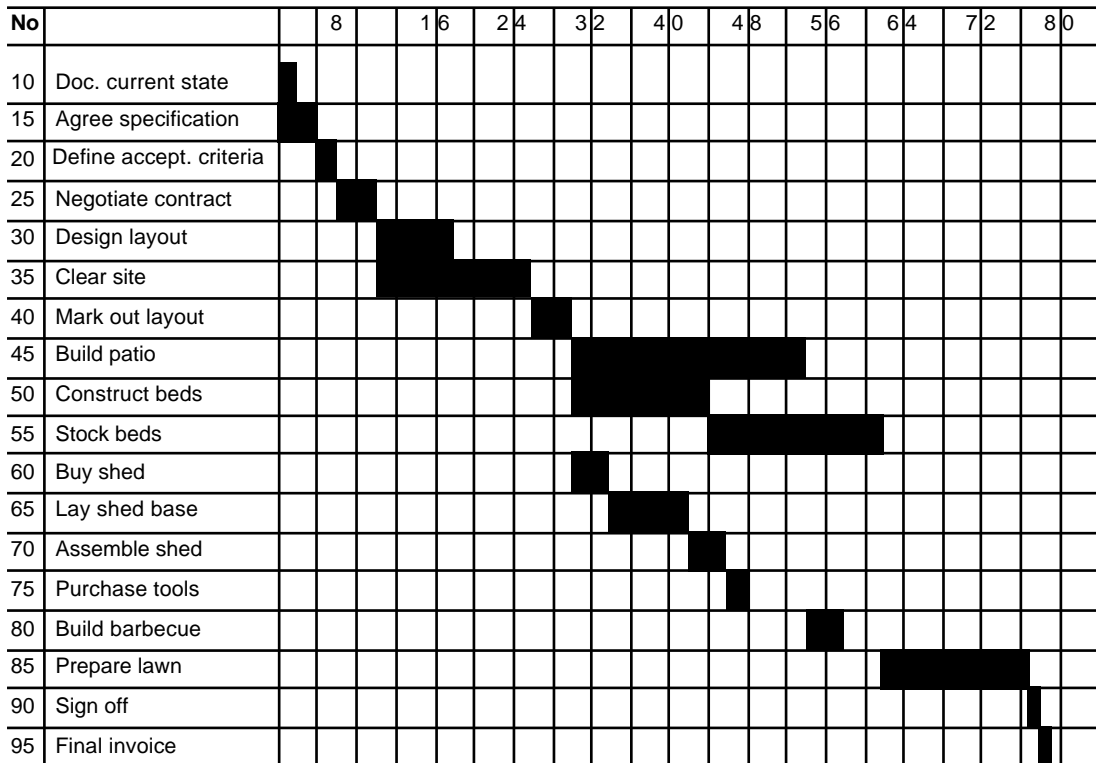 No 8 16 24 32 40 48 56 64 72 80
10 Doc. current state
15 Agree specification
20 Define accept. criteria
25 Negotiate contract
30 Design layout
35 Clear site
40 Mark out layout
45 Build patio
50 Construct beds
55 Stock beds
60 Buy shed
65 Lay shed base
70 Assemble shed
75 Purchase tools
80 Build barbecue
85 Prepare lawn
90 Sign off
95 Final invoice